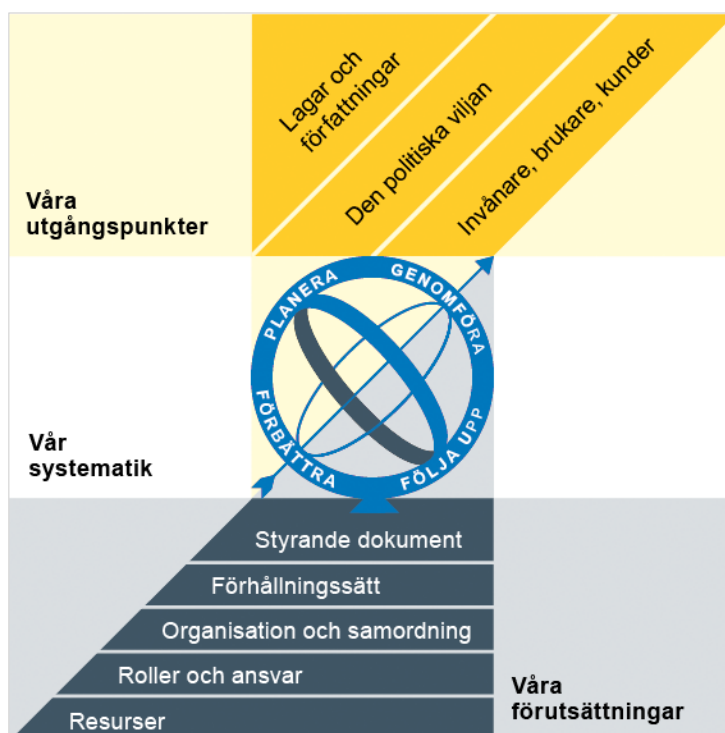 Lagar och
författningar
Den politiska viljan
Invånare, brukare, kunder
Våra
utgångspunkter
PLANERA
GENOMFÖRA
FÖLJA UPP
FÖRBÄTTRA
Vår
systematik
Styrande dokument
Förhållningssätt
Organisation och samordning
Roller och ansvar
Resurser
Våra
förutsättningar